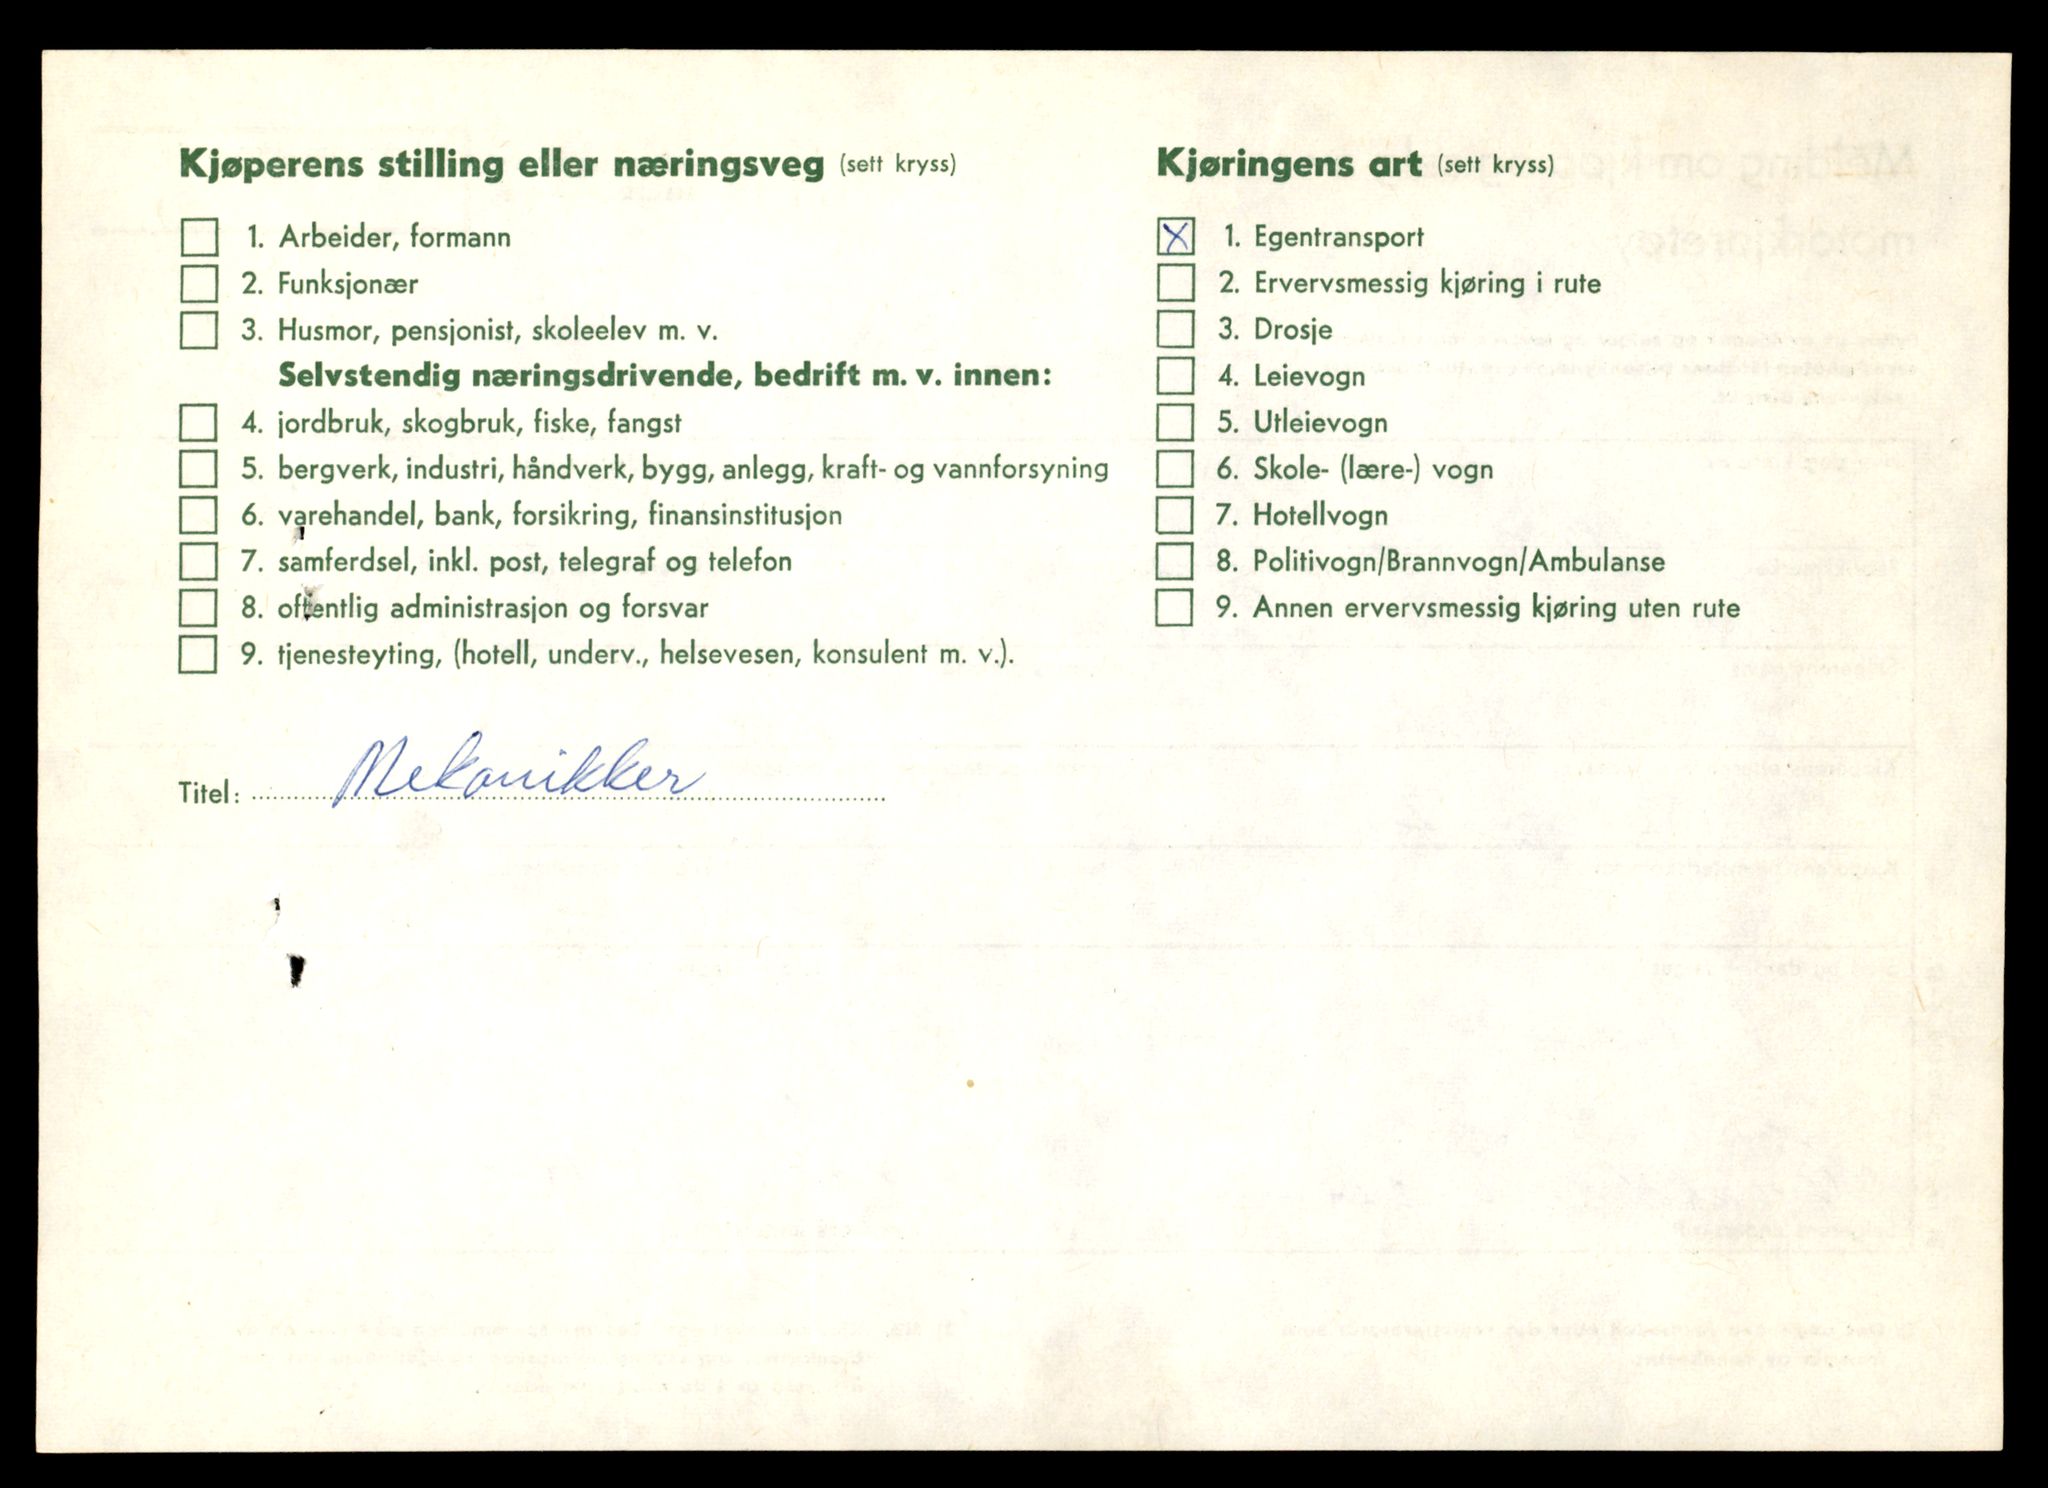 Kjøperens stilling eller næringsveg (sett kryss)
1. Arbeider, formann
2. Funksjonær
3. Husmor, pensjonist, skoleelev m. v.
Selvstendig næringsdrivende, bedrift m. v. innen:
4. jordbruk, skogbruk, fiske, fangst
5. bergverk, industri, håndverk, bygg, anlegg, kraft- og vannforsyning
6. varehandel, bank, forsikring, finansinstitusjon
7. samferdsel, inkl. post, telegraf og telefon
8. offentlig administrasjon og forsvar
9. tjenesteyting, (hotell, underv., helsevesen, konsulent m. v.).
Titel: Mekanikker
Kjøringens art (sett kryss)
X 1. Egentransport
2. Ervervsmessig kjøring i rute
3. Drosje
4. Leievogn
5. Utleievogn
6. Skole- (lære-) vogn
7. Hotellvogn
8. Politivogn/Brannvogn/Ambulanse
9. Annen ervervsmessig kjøring uten rute